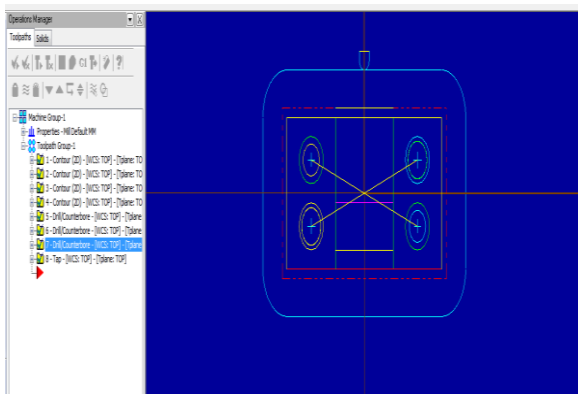 Operations Manager
Toolpaths Solids
Machine Group-1
Properties - Mill Default MM
Toolpath Group-1
1 - Contour (2D) - [WCS: TOP] - [Tplane: TO
2 - Contour (2D) - [WCS: TOP] - [Tplane: TO
3 - Contour (2D) - [WCS: TOP] - [Tplane: TO
4 - Contour (2D) - [WCS: TOP] - [Tplane: TO
5 - Drill/Counterbore - [WCS: TOP] - [Tplane
6 - Drill/Counterbore - [WCS: TOP] - [Tplane
7 - Drill/Counterbore - [WCS: TOP] - [Tplane
8 - Tap - [WCS: TOP] - [Tplane: TOP]